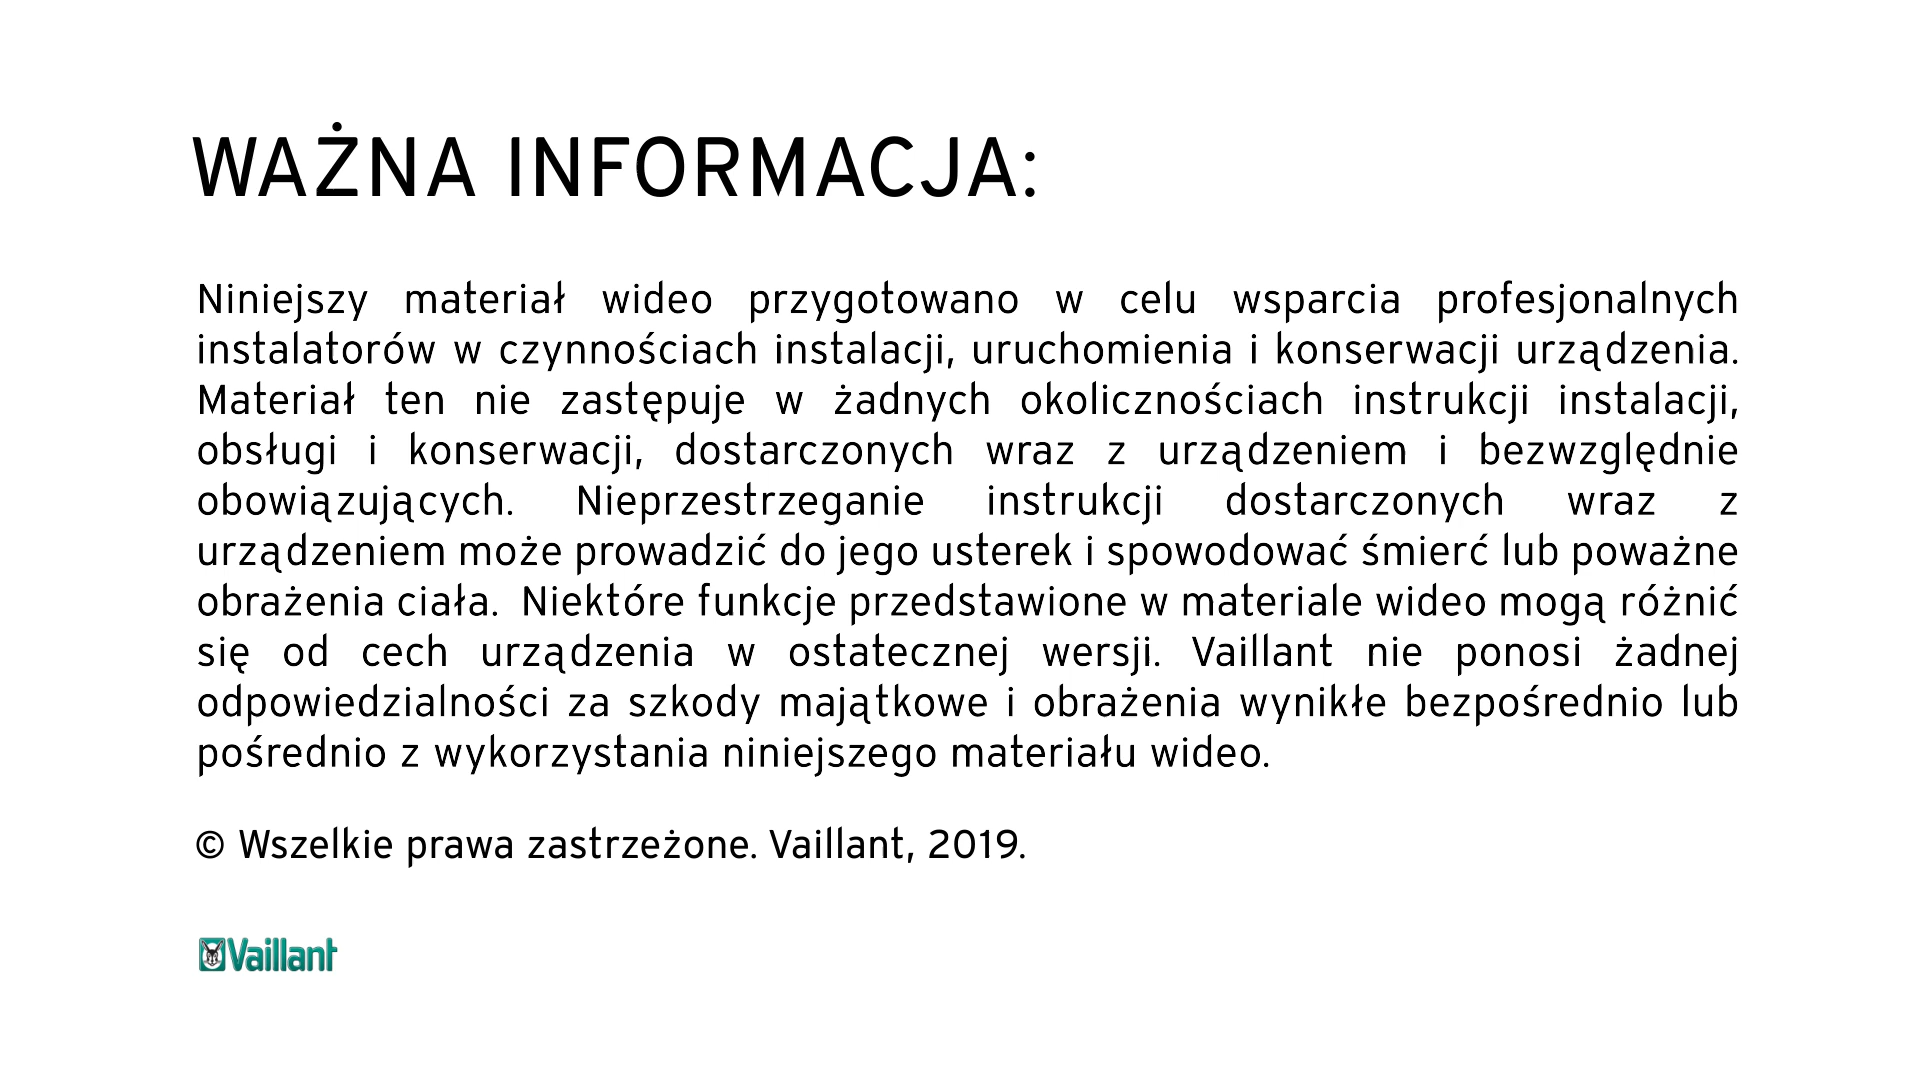 WAŻNA INFORMACJA:
Niniejszy materiał wideo przygotowano w celu wsparcia profesjonalnych
instalatorów w czynnościach instalacji, uruchomienia i konserwacji urządzenia.
Materiał ten nie zastępuje w żadnych okolicznościach instrukcji instalacji,
obsługi i konserwacji, dostarczonych wraz z urządzeniem i bezwzględnie
obowiązujących. Nieprzestrzeganie instrukcji dostarczonych wraz z
urządzeniem może prowadzić do jego usterek i spowodować śmierć lub poważne
obrażenia ciała. Niektóre funkcje przedstawione w materiale wideo mogą różnić
się od cech urządzenia w ostatecznej wersji. Vaillant nie ponosi żadnej
odpowiedzialności za szkody majątkowe i obrażenia wynikłe bezpośrednio lub
pośrednio z wykorzystania niniejszego materiału wideo.
© Wszelkie prawa zastrzeżone. Vaillant, 2019.
Vaillant